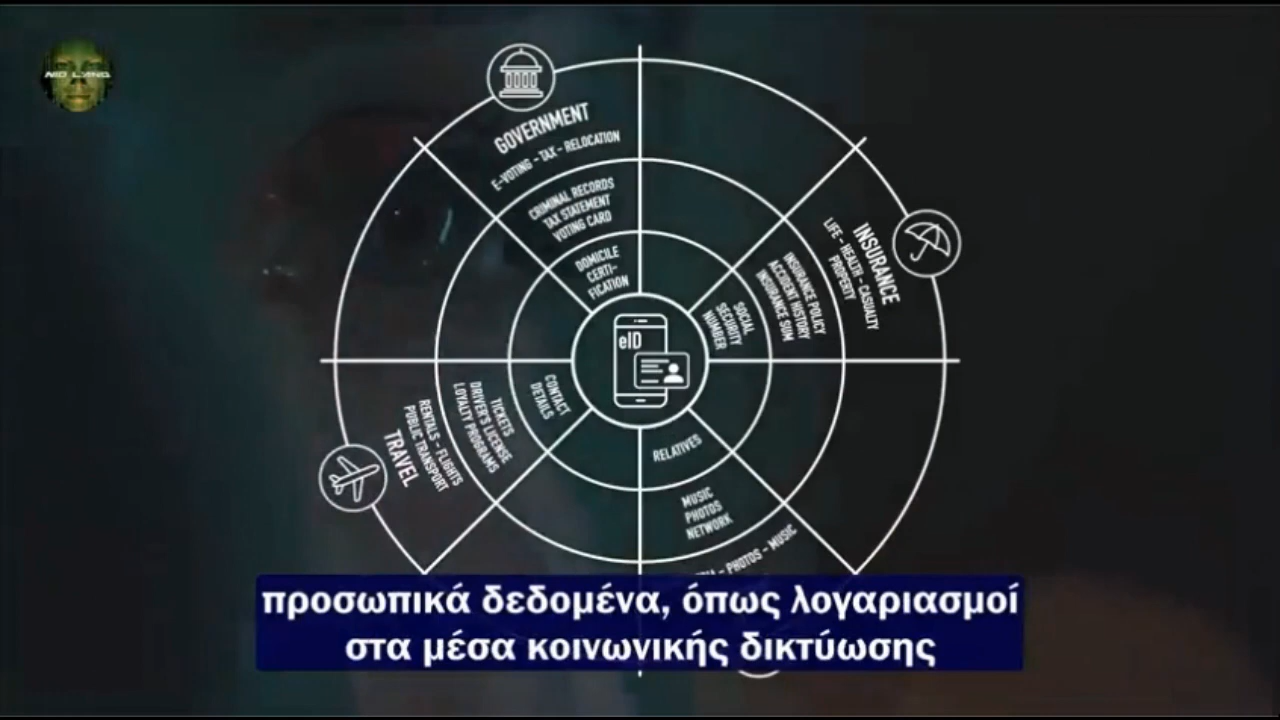 NIO LAND
GOVERNMENT
E-VOTING - TAX - RELOCATION
CRIMINAL RECORDS
TAX STATEMENT
VOTING CARD
DOMICILE
CERTI-
FICATION
INSURANCE
LIFE - HEALTH - CASUALTY
PROPERTY
INSURANCE POLICY
ACCIDENT HISTORY
INSURANCE SUM
SOCIAL
SECURITY
NUMBER
eID
CONTACT
DETAILS
TICKETS
DRIVER'S LICENSE
LOYALTY PROGRAMS
RENTALS - FLIGHTS
PUBLIC TRANSPORT
TRAVEL
RELATIVES
MUSIC
PHOTOS
NETWORK
- PHOTOS - MUSIC
προσωπικά δεδομένα, όπως λογαριασμοί
στα μέσα κοινωνικής δικτύωσης